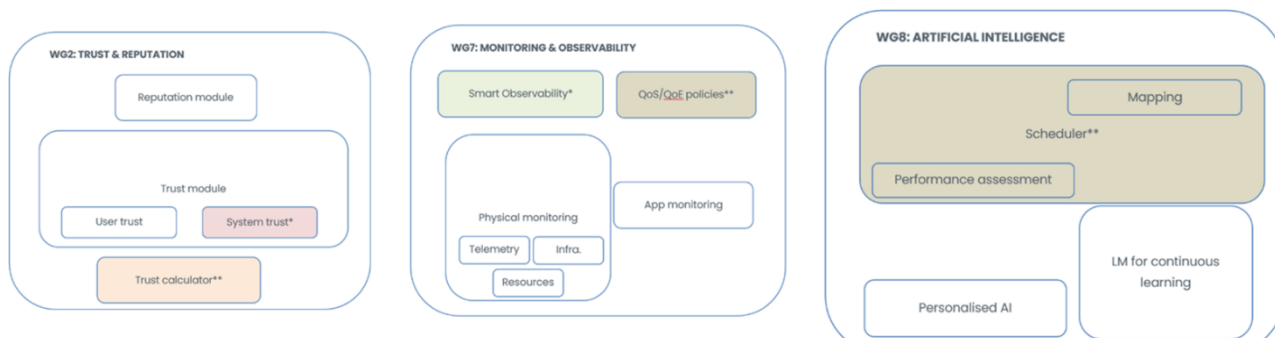 WG2: TRUST & REPUTATION
Reputation module
Trust module
User trust
System trust*
Trust calculator**
WG7: MONITORING & OBSERVABILITY
Smart Observability*
QoS/QoE policies**
App monitoring
Physical monitoring
Telemetry
Infra.
Resources
WG8: ARTIFICIAL INTELLIGENCE
Mapping
Scheduler**
Performance assessment
LM for continuous
learning
Personalised AI